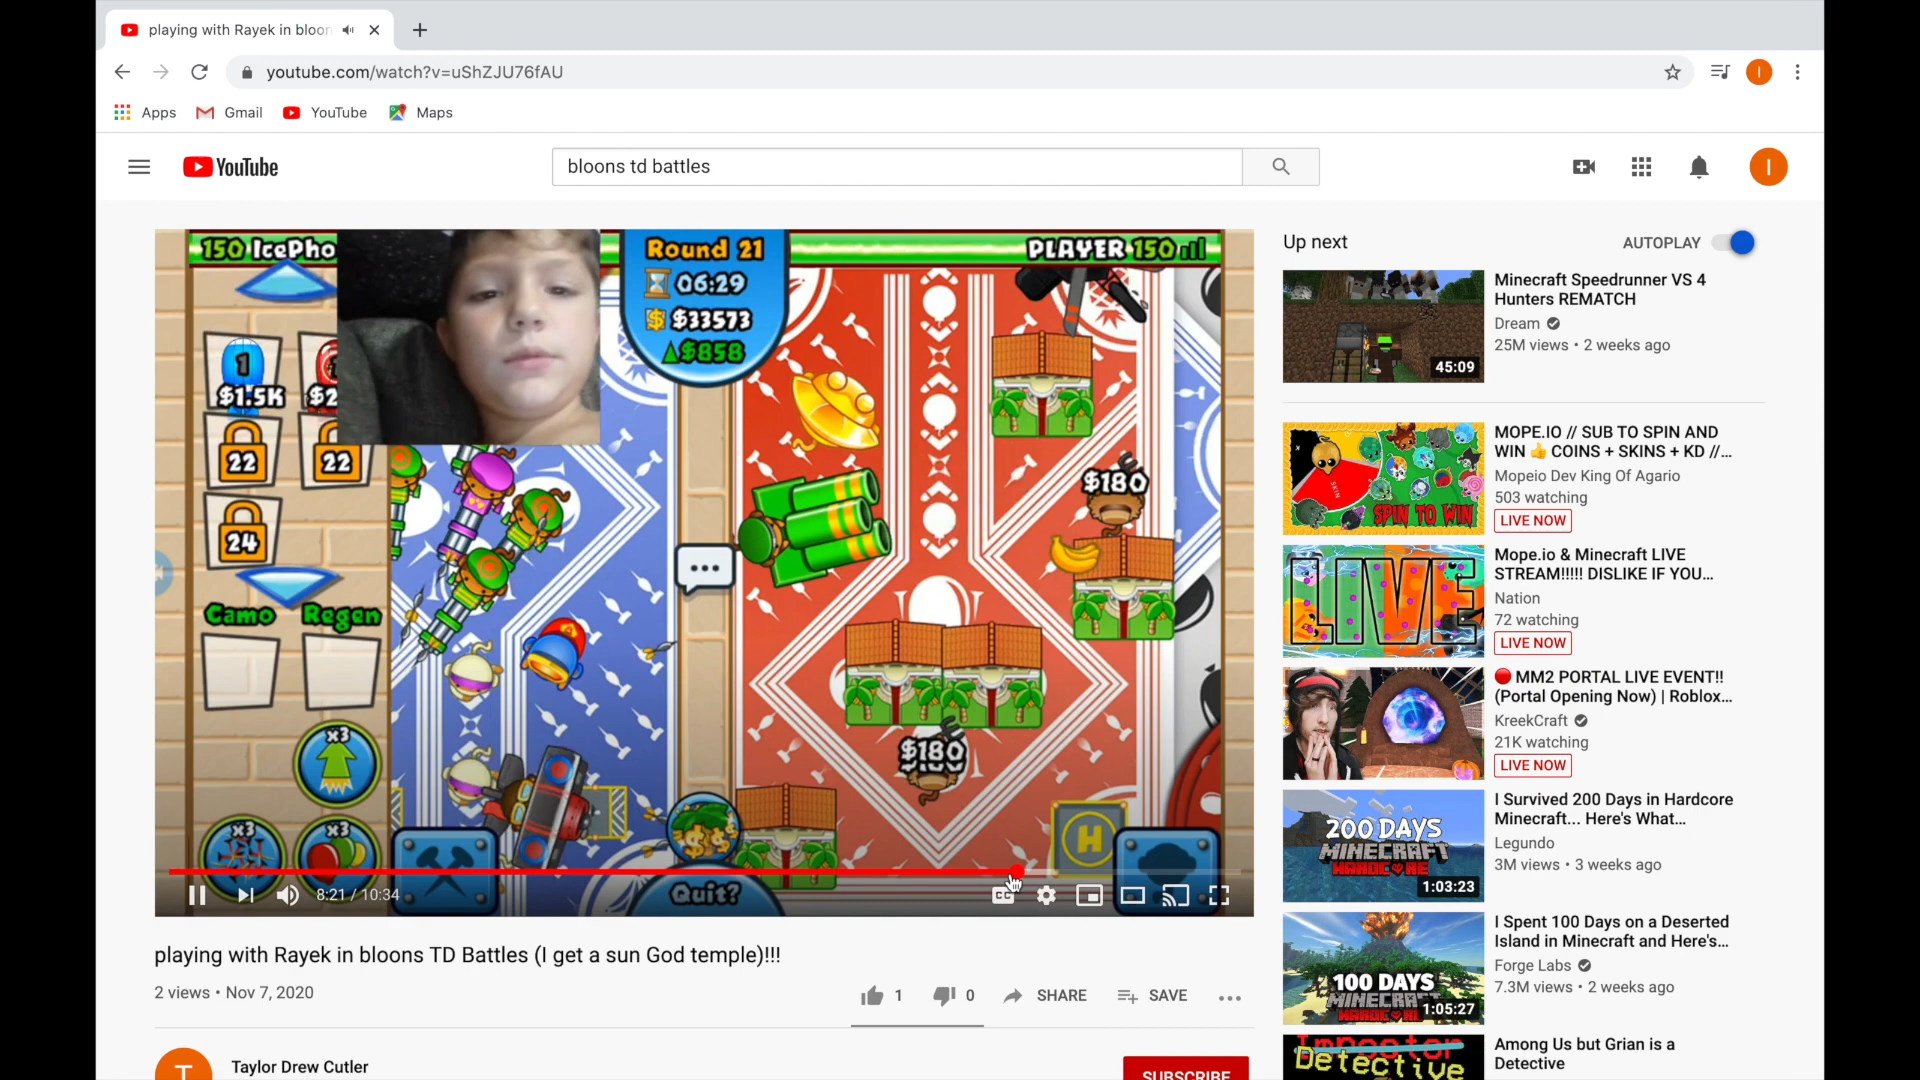 playing with Rayek in bloon
youtube.com/watch?v=uShZJU76fAU
I
Apps
Gmail
YouTube
Maps
YouTube
bloons td battles
I
150 IcePho
Round 21
06:29
$33573
$858
PLAYER 150
1
$1.5K
$2
22
22
24
Camo
Regen
x3
x3
x3
$180
$180
H
Quit?
8:21 / 10:34
CC
playing with Rayek in bloons TD Battles (I get a sun God temple)!!!
2 views • Nov 7, 2020
1
0
SHARE
SAVE
T
Taylor Drew Cutler
SUBSCRIBE
Up next
AUTOPLAY
45:09
Minecraft Speedrunner VS 4
Hunters REMATCH
Dream
25M views • 2 weeks ago
SKIN
SPIN TO WIN
MOPE.IO // SUB TO SPIN AND
WIN 👍 COINS + SKINS + KD //...
Mopeio Dev King Of Agario
503 watching
LIVE NOW
LIVE
Mope.io & Minecraft LIVE
STREAM!!!!! DISLIKE IF YOU...
Nation
72 watching
LIVE NOW
🔴 MM2 PORTAL LIVE EVENT!!
(Portal Opening Now) | Roblox...
KreekCraft
21K watching
LIVE NOW
200 DAYS
MINECRAFT
HARDCORE
1:03:23
I Survived 200 Days in Hardcore
Minecraft... Here's What...
Legundo
3M views • 3 weeks ago
100 DAYS
MINECRAFT
HARDCORE
1:05:27
I Spent 100 Days on a Deserted
Island in Minecraft and Here's...
Forge Labs
7.3M views • 2 weeks ago
Impostor
Detective
Among Us but Grian is a
Detective